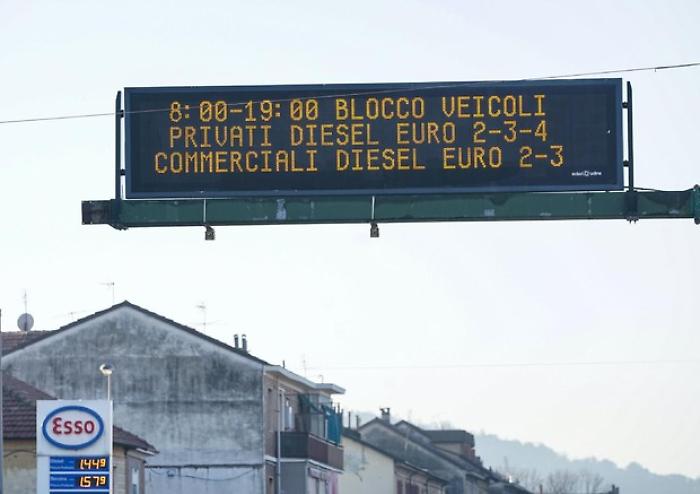 8:00-19:00 BLOCCO VEICOLI
PRIVATI DIESEL EURO 2-3-4
COMMERCIALI DIESEL EURO 2-3
Esso
1449
1579